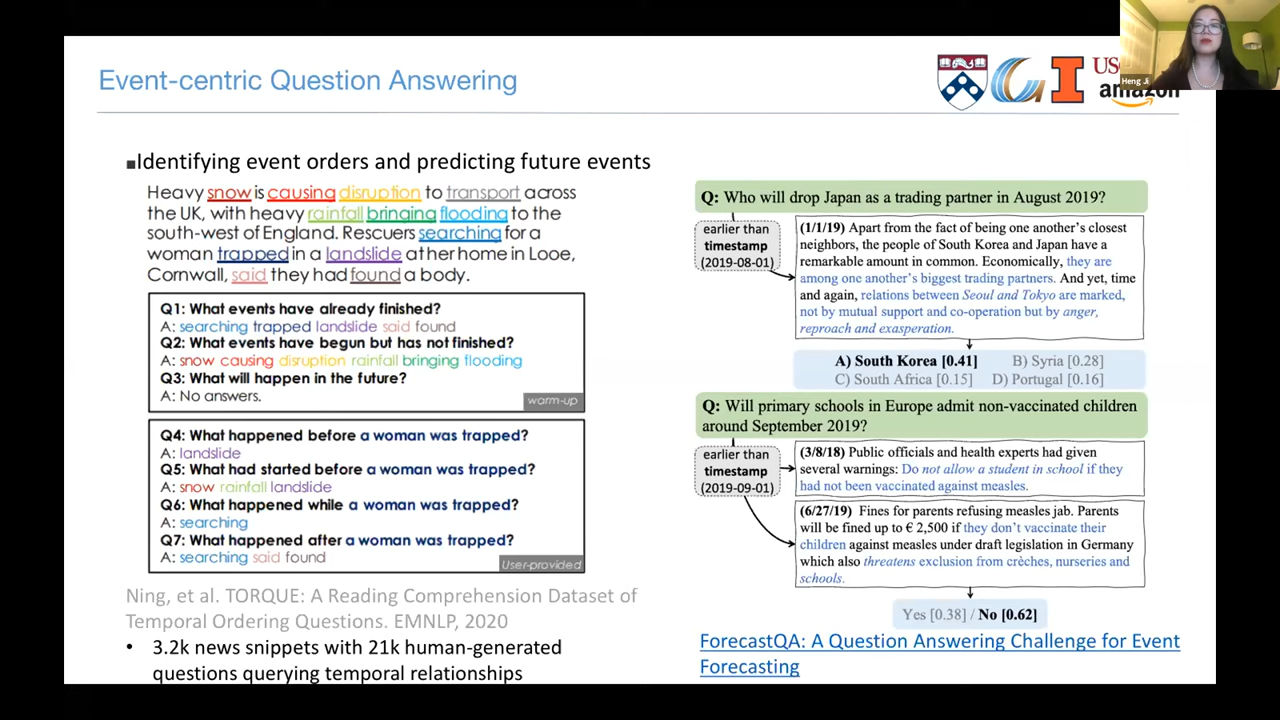 Event-centric Question Answering
US
amazon
Heng Ji
■Identifying event orders and predicting future events
Heavy snow is causing disruption to transport across
the UK, with heavy rainfall bringing flooding to the
south-west of England. Rescuers searching for a
woman trapped in a landslide at her home in Looe,
Cornwall, said they had found a body.
Q1: What events have already finished?
A: searching trapped landslide said found
Q2: What events have begun but has not finished?
A: snow causing disruption rainfall bringing flooding
Q3: What will happen in the future?
A: No answers.
warm-up
Q4: What happened before a woman was trapped?
A: landslide
Q5: What had started before a woman was trapped?
A: snow rainfall landslide
Q6: What happened while a woman was trapped?
A: searching
Q7: What happened after a woman was trapped?
A: searching said found
User-provided
Ning, et al. TORQUE: A Reading Comprehension Dataset of
Temporal Ordering Questions. EMNLP, 2020
• 3.2k news snippets with 21k human-generated
questions querying temporal relationships
Q: Who will drop Japan as a trading partner in August 2019?
earlier than
timestamp
(2019-08-01)
(1/1/19) Apart from the fact of being one another's closest
neighbors, the people of South Korea and Japan have a
remarkable amount in common. Economically, they are
among one another's biggest trading partners. And yet, time
and again, relations between Seoul and Tokyo are marked,
not by mutual support and co-operation but by anger,
reproach and exasperation.
A) South Korea [0.41] B) Syria [0.28]
C) South Africa [0.15] D) Portugal [0.16]
Q: Will primary schools in Europe admit non-vaccinated children
around September 2019?
earlier than
timestamp
(2019-09-01)
(3/8/18) Public officials and health experts had given
several warnings: Do not allow a student in school if they
had not been vaccinated against measles.
(6/27/19) Fines for parents refusing measles jab. Parents
will be fined up to € 2,500 if they don't vaccinate their
children against measles under draft legislation in Germany
which also threatens exclusion from crèches, nurseries and
schools.
Yes [0.38] / No [0.62]
ForecastQA: A Question Answering Challenge for Event
Forecasting